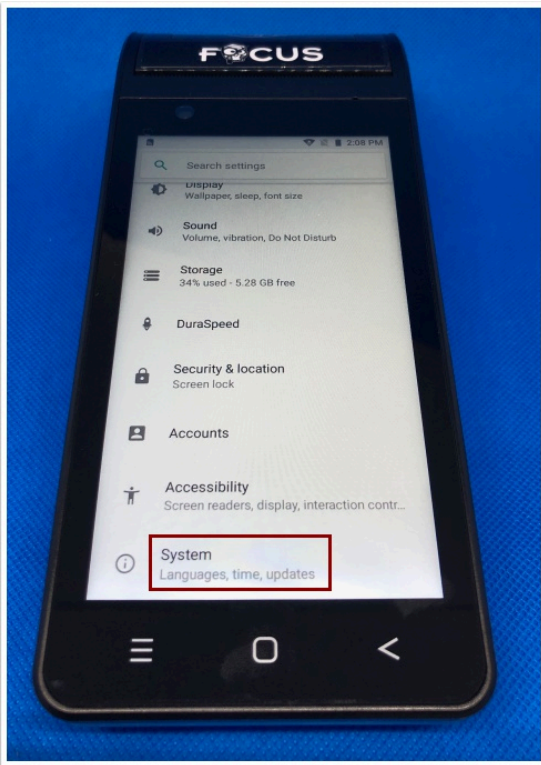 FOCUS
2:08 PM
Search settings
Display
Wallpaper, sleep, font size
Sound
Volume, vibration, Do Not Disturb
Storage
34% used - 5.28 GB free
DuraSpeed
Security & location
Screen lock
Accounts
Accessibility
Screen readers, display, interaction contr...
System
Languages, time, updates